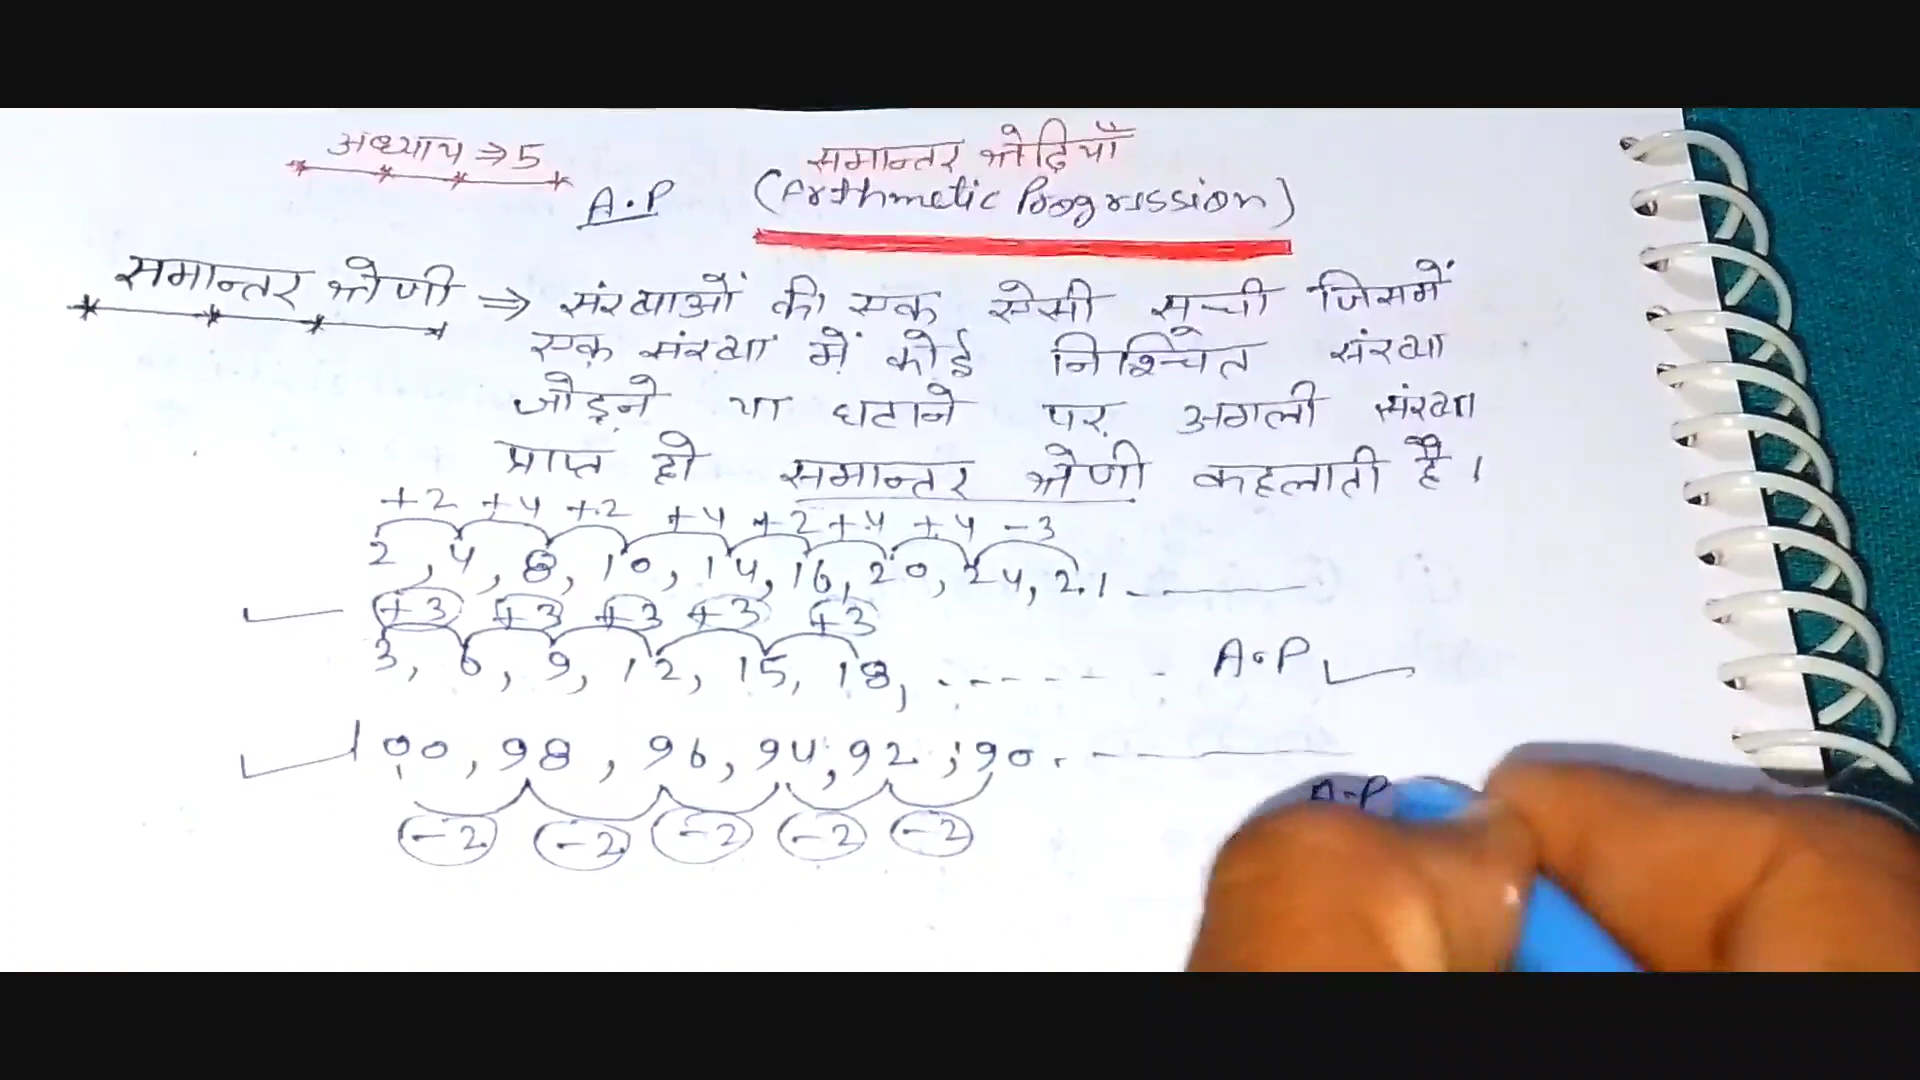 अध्याय ⇒ 5
समान्तर श्रेढ़ियाँ
A.P (Arithmetic Progression)
समान्तर श्रेणी ⇒ संख्याओं की एक ऐसी सूची जिसमें
एक संख्या में कोई निश्चित संख्या
जोड़ने या घटाने पर अगली संख्या
प्राप्त हो समान्तर श्रेणी कहलाती है।
+2 +4 +2 +4 +2 +4 +4 -3
2, 4, 8, 10, 14, 16, 20, 24, 21
+3 +3 +3 +3 +3
3, 6, 9, 12, 15, 18, ....... A.P ✓
100, 98, 96, 94, 92, 90.
A.P
-2 -2 -2 -2 -2